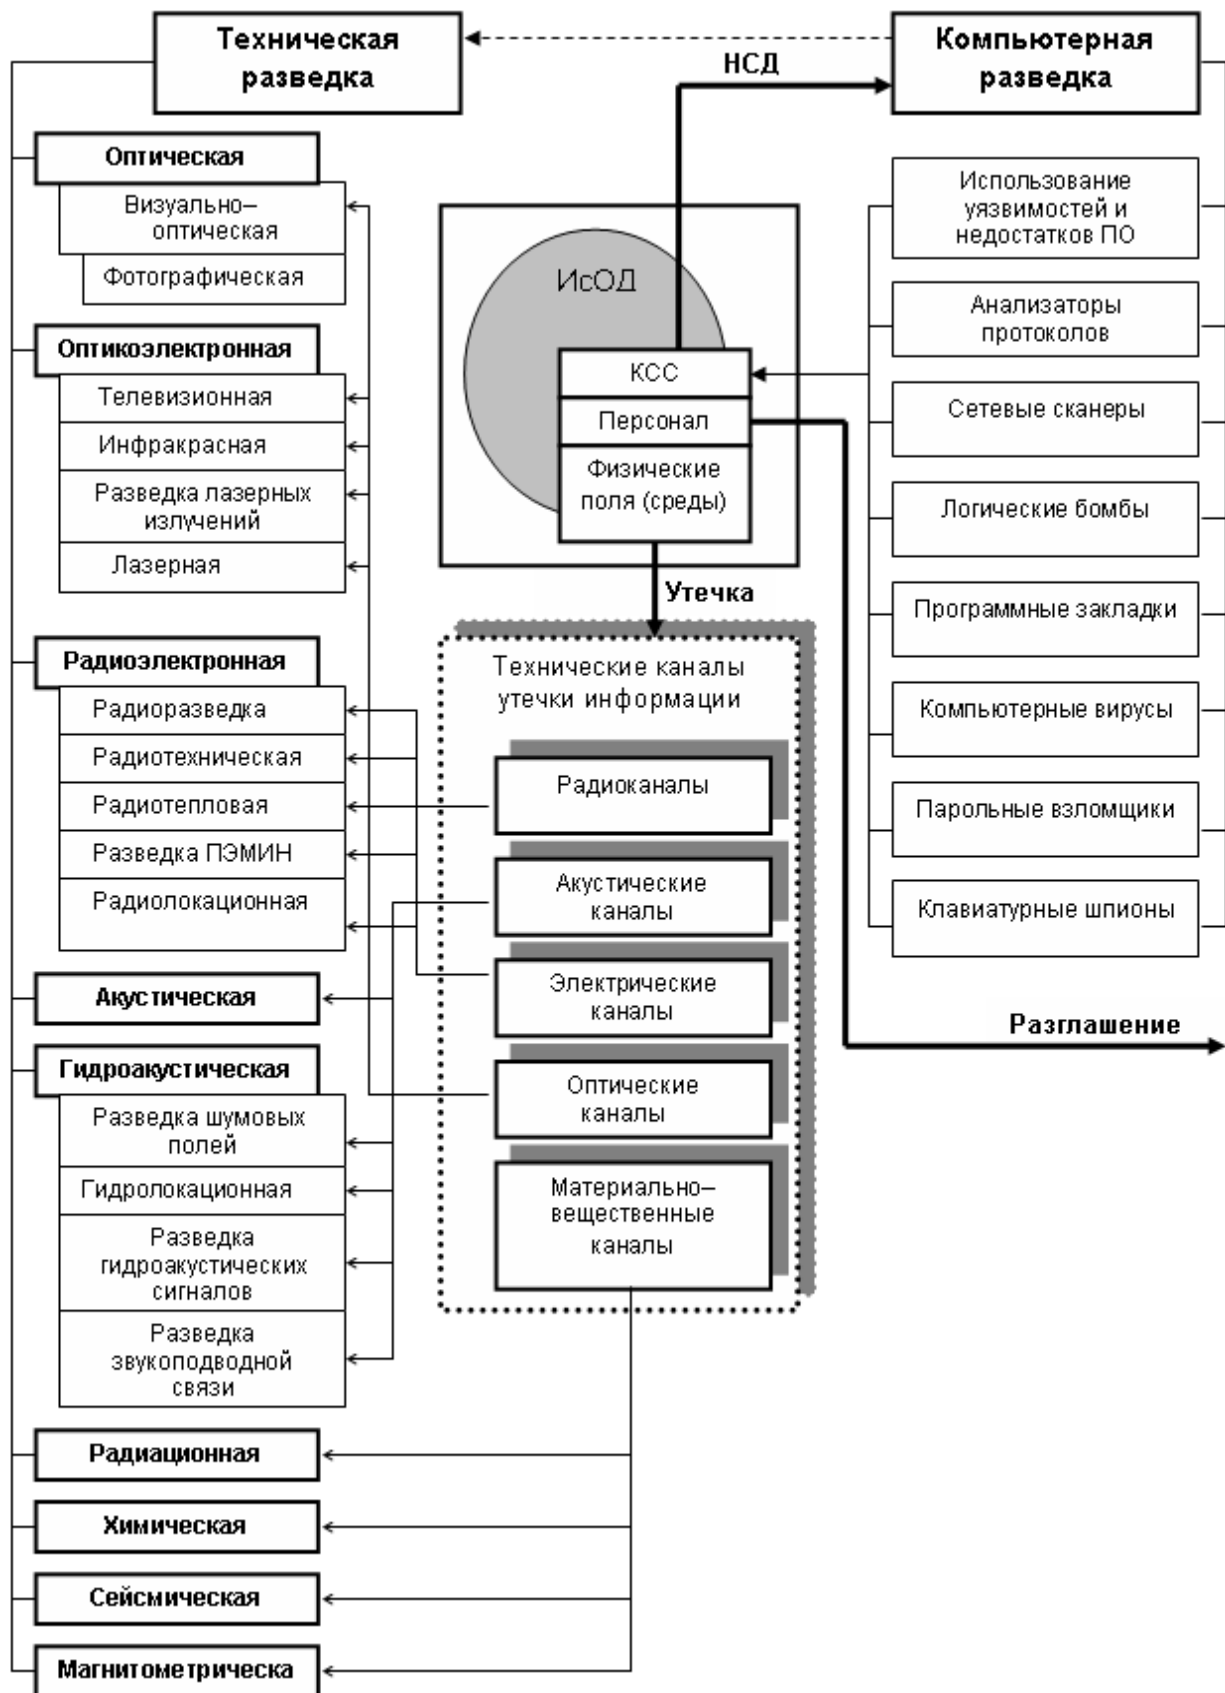 Техническая
разведка
Компьютерная
разведка
НСД
Оптическая
Визуально–
оптическая
Фотографическая
Оптикоэлектронная
Телевизионная
Инфракрасная
Разведка лазерных
излучений
Лазерная
Радиоэлектронная
Радиоразведка
Радиотехническая
Радиотепловая
Разведка ПЭМИН
Радиолокационная
Акустическая
Гидроакустическая
Разведка шумовых
полей
Гидролокационная
Разведка
гидроакустических
сигналов
Разведка
звукоподводной
связи
Радиационная
Химическая
Сейсмическая
Магнитометрическа
ИсОД
КСС
Персонал
Физические
поля (среды)
Утечка
Технические каналы
утечки информации
Радиоканалы
Акустические
каналы
Электрические
каналы
Оптические
каналы
Материально–
вещественные
каналы
Использование
уязвимостей и
недостатков ПО
Анализаторы
протоколов
Сетевые сканеры
Логические бомбы
Программные закладки
Компьютерные вирусы
Парольные взломщики
Клавиатурные шпионы
Разглашение